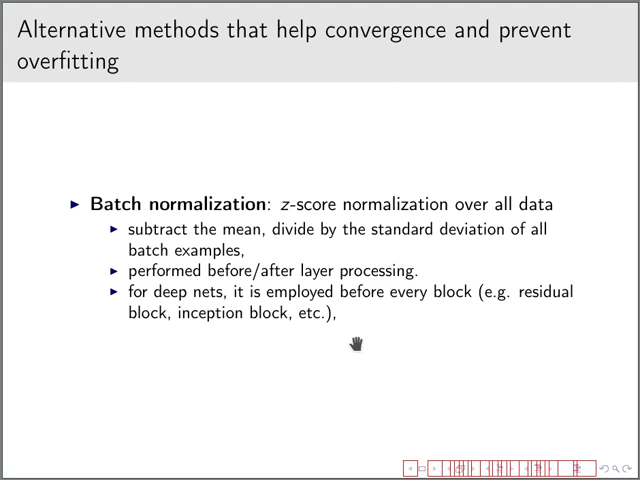 Alternative methods that help convergence and prevent
overfitting
Batch normalization: z-score normalization over all data
subtract the mean, divide by the standard deviation of all
batch examples,
performed before/after layer processing.
for deep nets, it is employed before every block (e.g. residual
block, inception block, etc.),